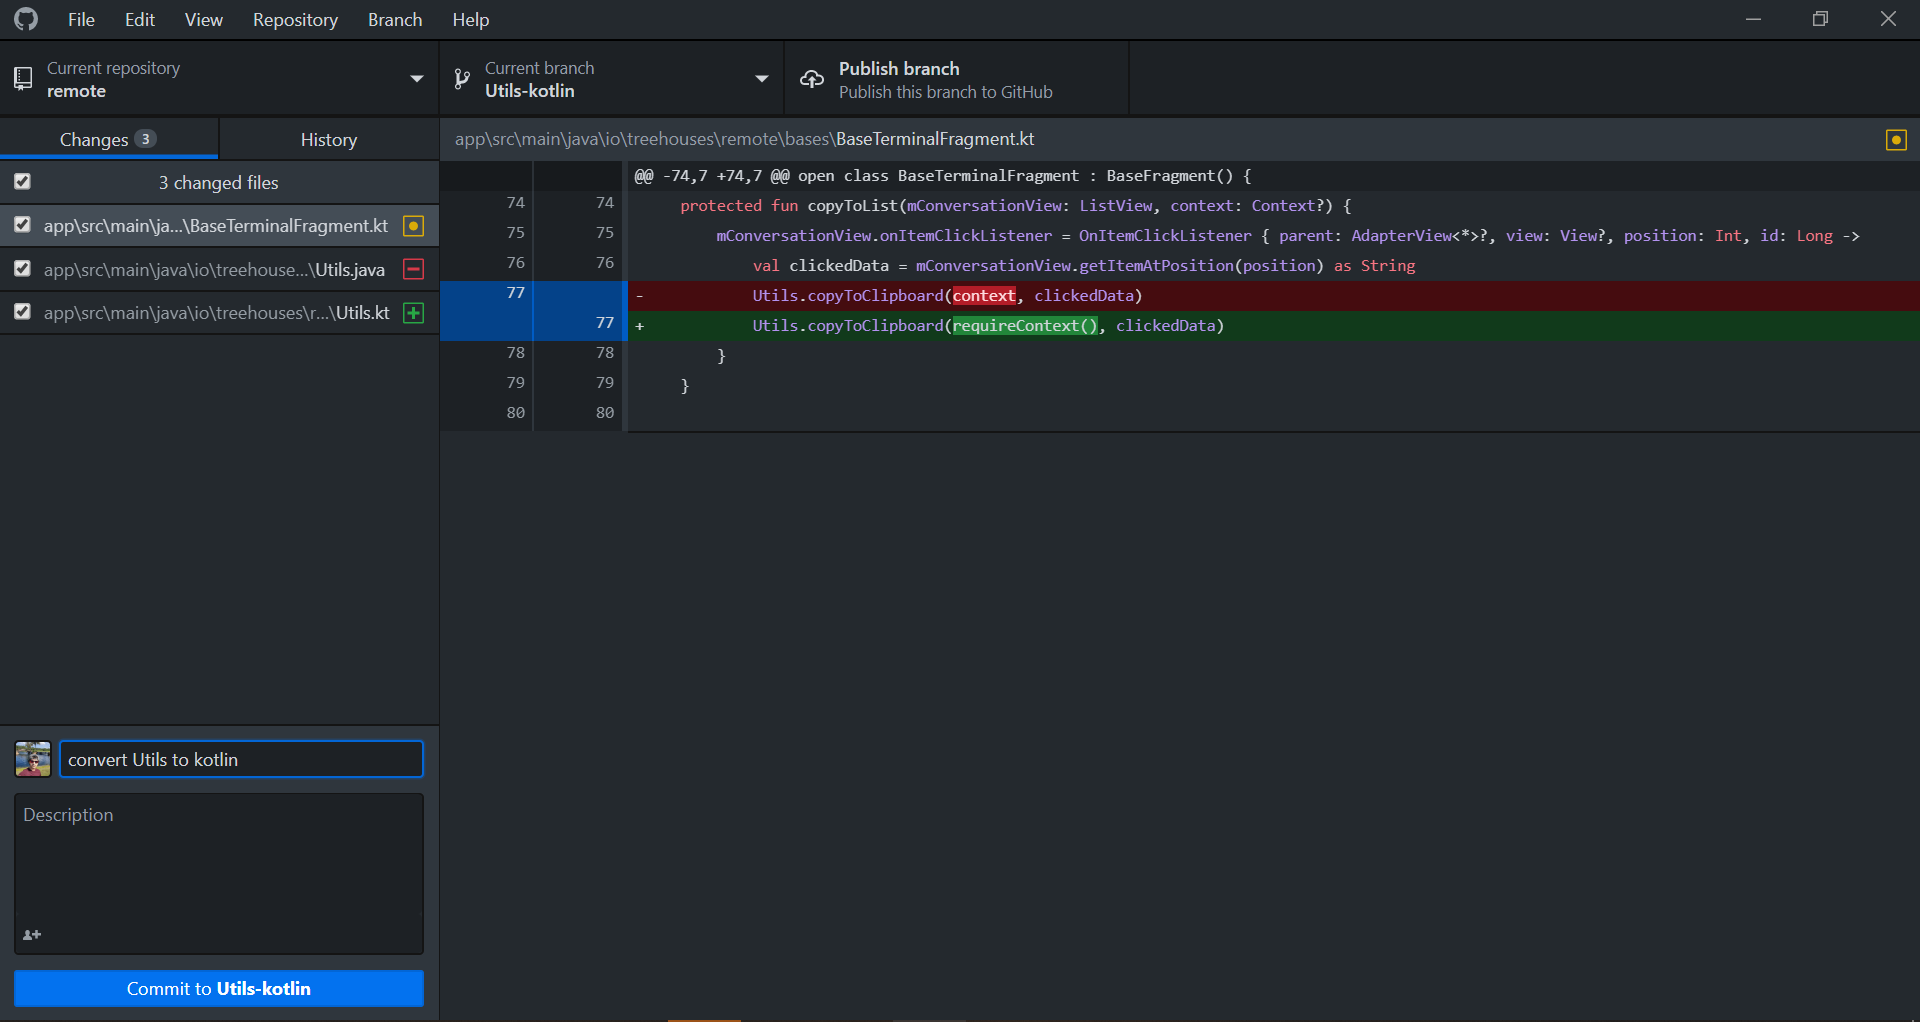 File Edit View Repository Branch Help
Current repository
remote
Current branch
Utils-kotlin
Publish branch
Publish this branch to GitHub
Changes 3
History
3 changed files
app\src\main\ja...\BaseTerminalFragment.kt
app\src\main\java\io\treehouse...\Utils.java
app\src\main\java\io\treehouses\r...\Utils.kt
convert Utils to kotlin
Description
Commit to Utils-kotlin
app\src\main\java\io\treehouses\remote\bases\BaseTerminalFragment.kt
@@ -74,7 +74,7 @@ open class BaseTerminalFragment : BaseFragment() {
74 74 protected fun copyToList(mConversationView: ListView, context: Context?) {
75 75 mConversationView.onItemClickListener = OnItemClickListener { parent: AdapterView<*>?, view: View?, position: Int, id: Long ->
76 76 val clickedData = mConversationView.getItemAtPosition(position) as String
77 - Utils.copyToClipboard(context, clickedData)
77 + Utils.copyToClipboard(requireContext(), clickedData)
78 78 }
79 79 }
80 80